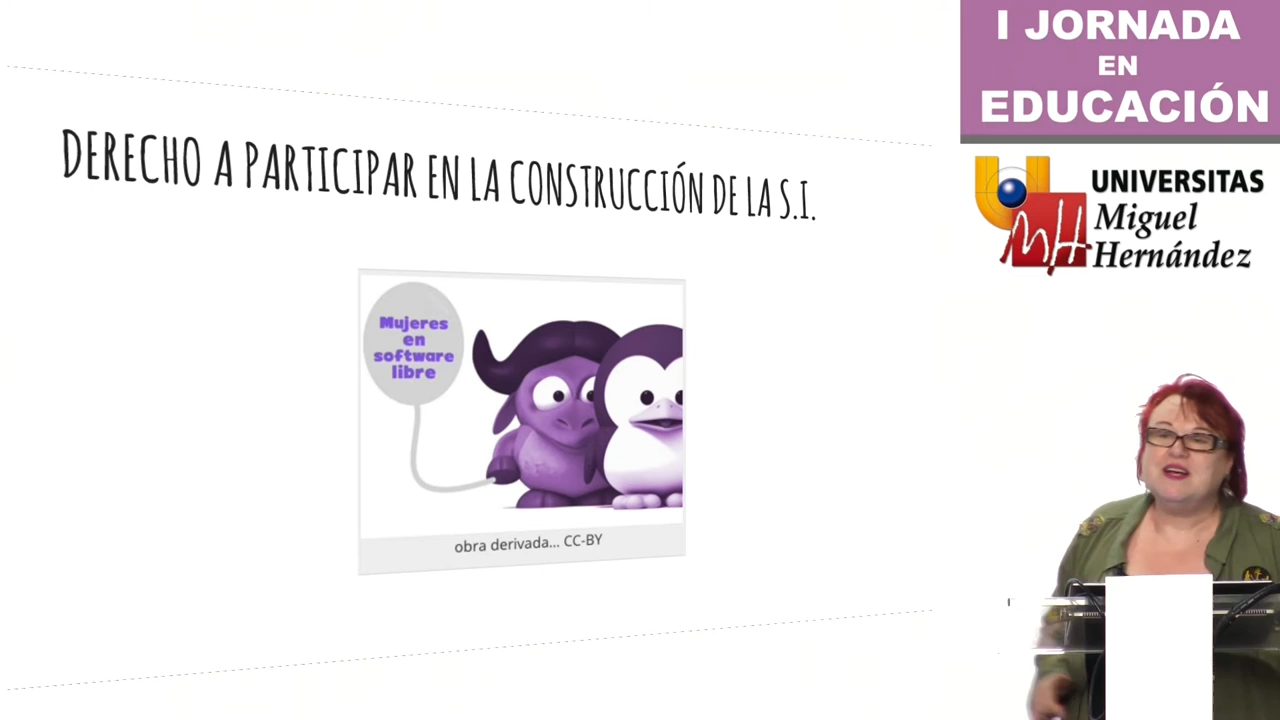 I JORNADA
EN
EDUCACIÓN
UNIVERSITAS
Miguel
Hernández
DERECHO A PARTICIPAR EN LA CONSTRUCCIÓN DE LA S.I.
Mujeres
en
software
libre
obra derivada... CC-BY